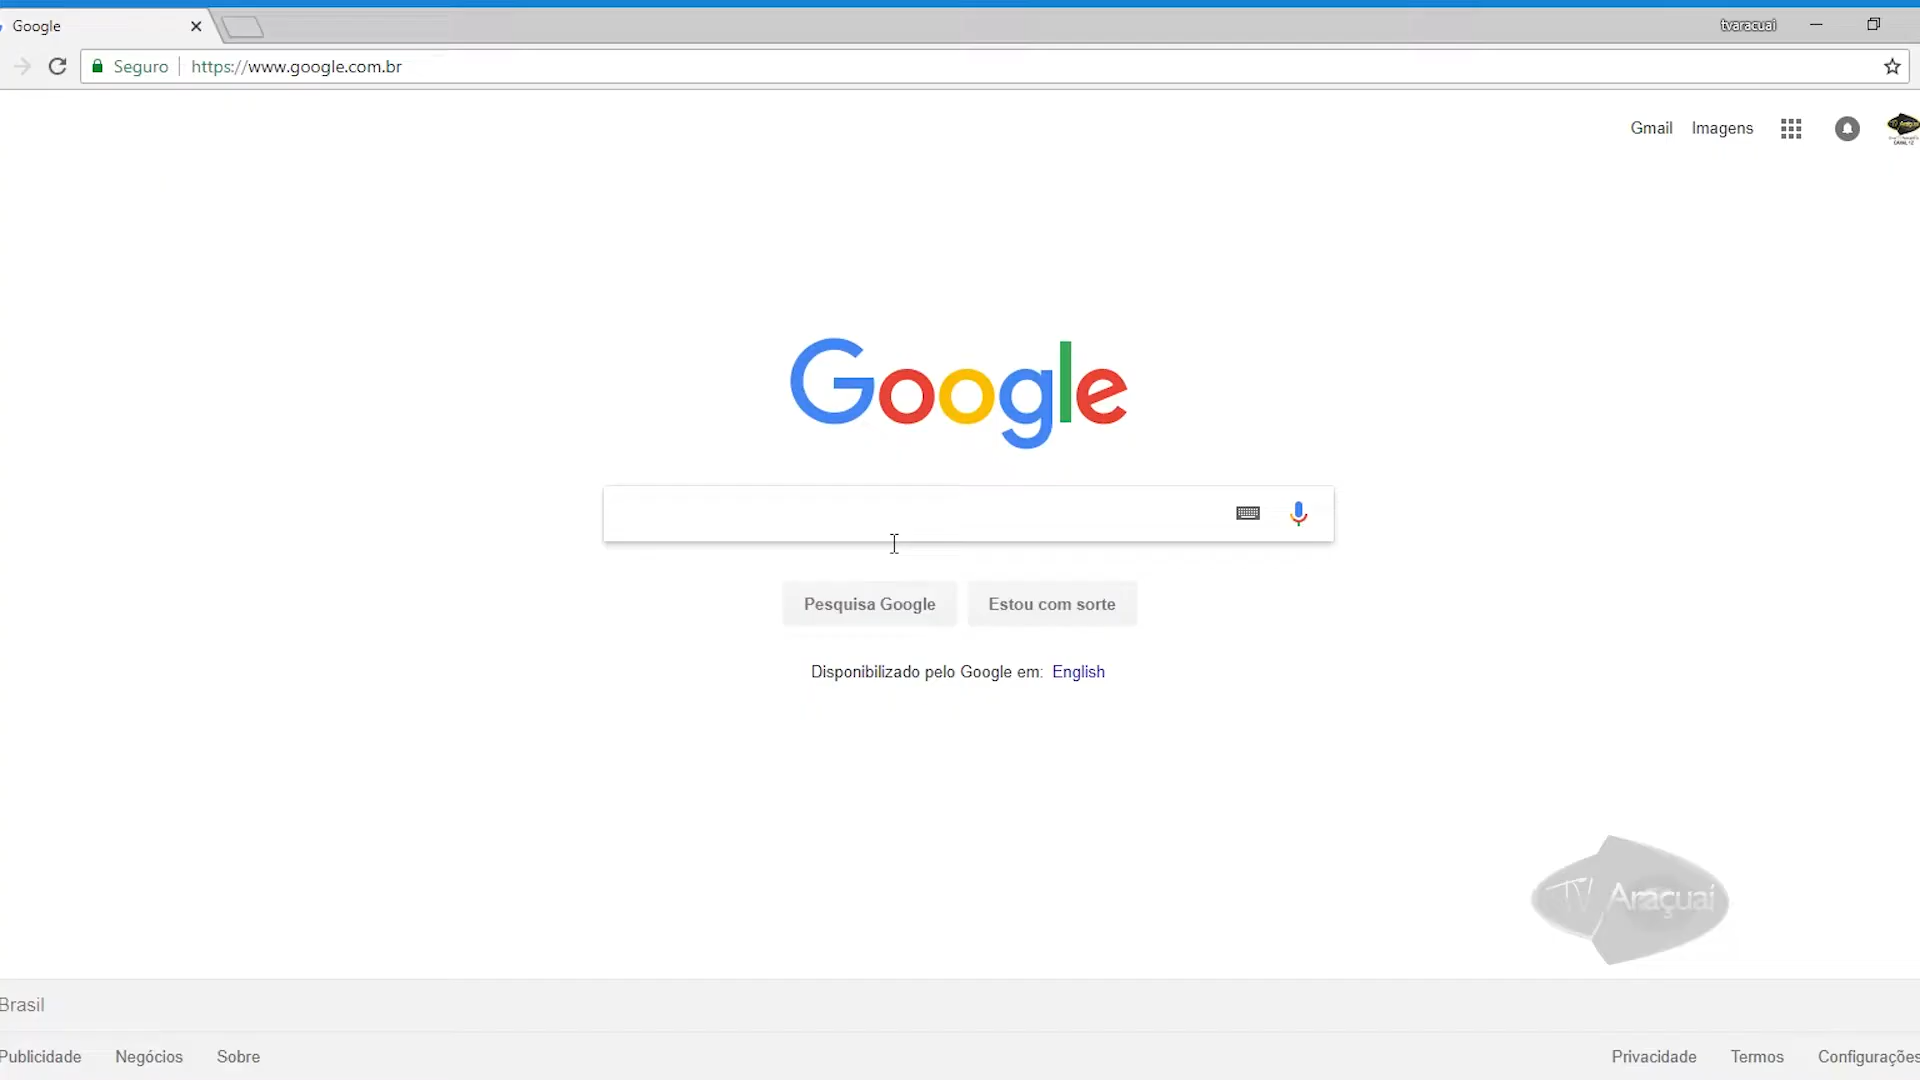 Google
tvaracuai
Seguro
https://www.google.com.br
Gmail Imagens
Google
Pesquisa Google Estou com sorte
Disponibilizado pelo Google em: English
TV Araçuaí
Brasil
Publicidade Negócios Sobre Privacidade Termos Configurações